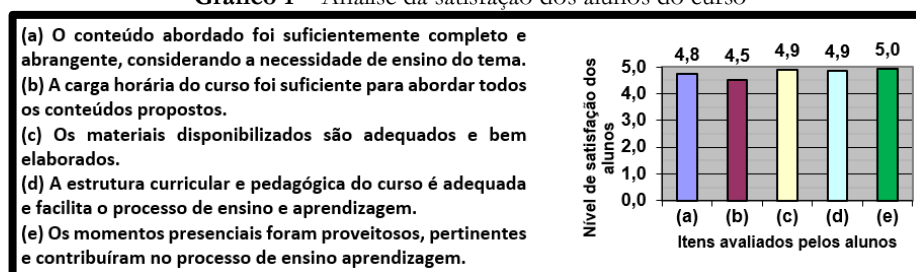 Gráfico 1 – Análise da satisfação dos alunos do curso
(a) O conteúdo abordado foi suficientemente completo e
abrangente, considerando a necessidade de ensino do tema.
(b) A carga horária do curso foi suficiente para abordar todos
os conteúdos propostos.
(c) Os materiais disponibilizados são adequados e bem
elaborados.
(d) A estrutura curricular e pedagógica do curso é adequada
e facilita o processo de ensino e aprendizagem.
(e) Os momentos presenciais foram proveitosos, pertinentes
e contribuíram no processo de ensino aprendizagem.
Nível de satisfação dos
alunos
4,8 4,5 4,9 4,9 5,0
5,0
4,0
3,0
2,0
1,0
0,0
(a) (b) (c) (d) (e)
Itens avaliados pelos alunos